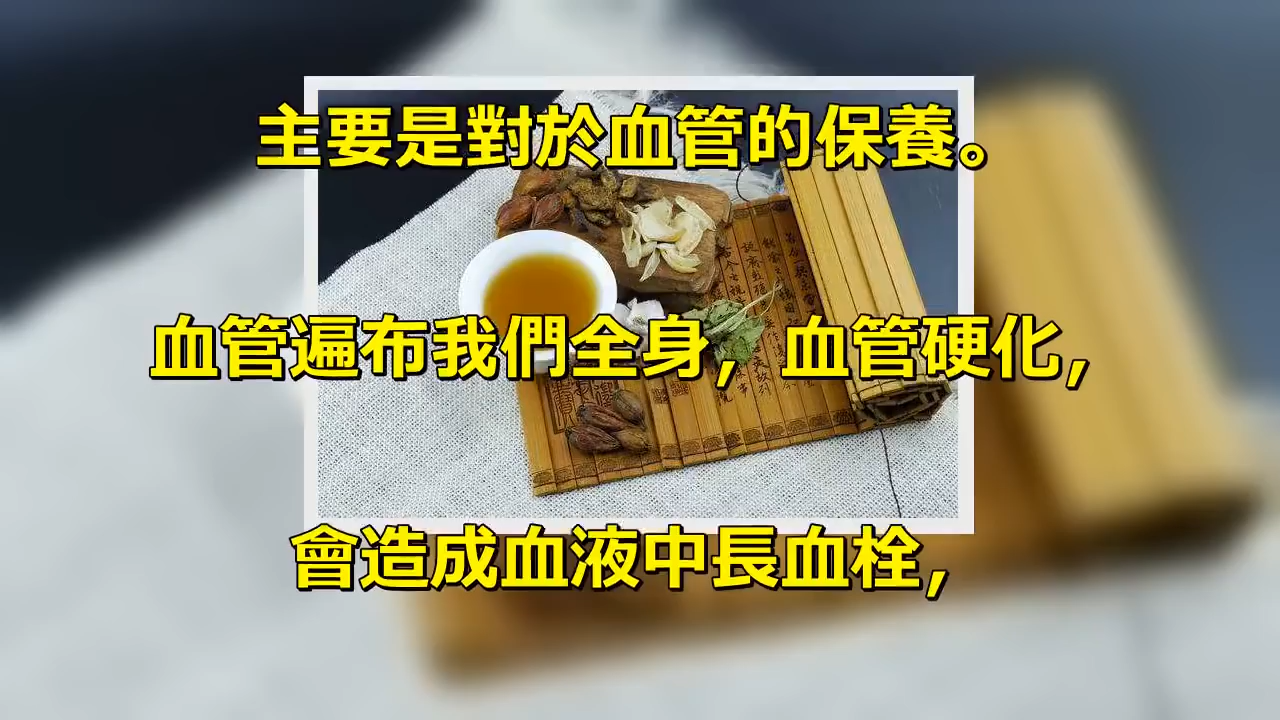 主要是對於血管的保養。
血管遍布我們全身，血管硬化，
會造成血液中長血栓，